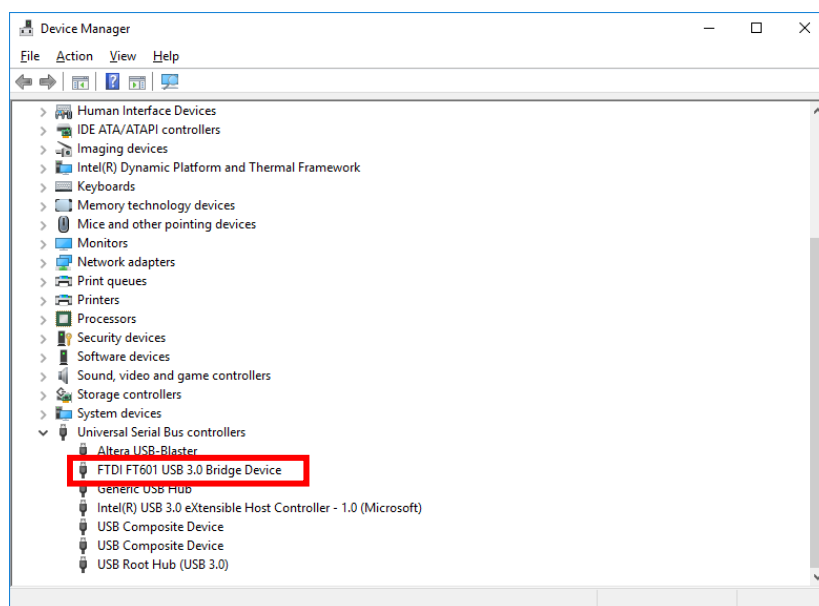 Device Manager
File Action View Help
Human Interface Devices
IDE ATA/ATAPI controllers
Imaging devices
Intel(R) Dynamic Platform and Thermal Framework
Keyboards
Memory technology devices
Mice and other pointing devices
Monitors
Network adapters
Print queues
Printers
Processors
Security devices
Software devices
Sound, video and game controllers
Storage controllers
System devices
Universal Serial Bus controllers
Altera USB-Blaster
FTDI FT601 USB 3.0 Bridge Device
Generic USB Hub
Intel(R) USB 3.0 eXtensible Host Controller - 1.0 (Microsoft)
USB Composite Device
USB Composite Device
USB Root Hub (USB 3.0)